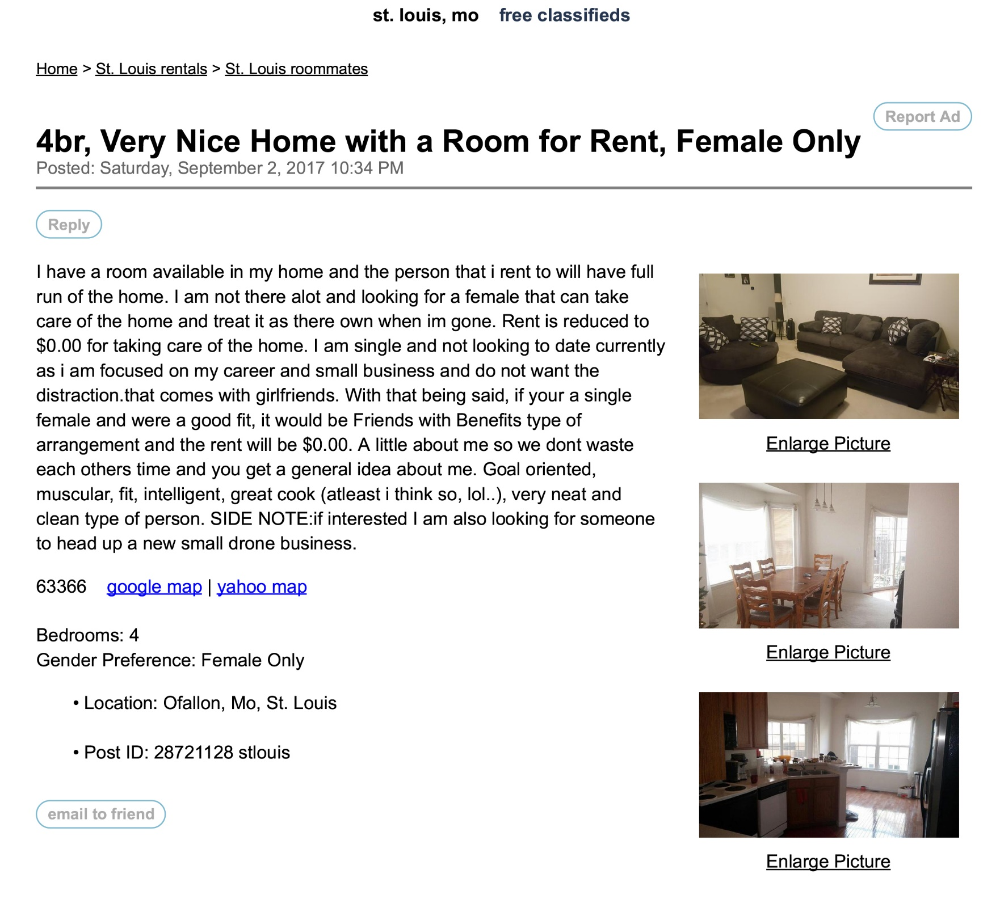 st. louis, mo free classifieds
Home > St. Louis rentals > St. Louis roommates
Report Ad
4br, Very Nice Home with a Room for Rent, Female Only
Posted: Saturday, September 2, 2017 10:34 PM
Reply
I have a room available in my home and the person that i rent to will have full
run of the home. I am not there alot and looking for a female that can take
care of the home and treat it as there own when im gone. Rent is reduced to
$0.00 for taking care of the home. I am single and not looking to date currently
as i am focused on my career and small business and do not want the
distraction.that comes with girlfriends. With that being said, if your a single
female and were a good fit, it would be Friends with Benefits type of
arrangement and the rent will be $0.00. A little about me so we dont waste
each others time and you get a general idea about me. Goal oriented,
muscular, fit, intelligent, great cook (atleast i think so, lol..), very neat and
clean type of person. SIDE NOTE:if interested I am also looking for someone
to head up a new small drone business.
63366 google map | yahoo map
Bedrooms: 4
Gender Preference: Female Only
• Location: Ofallon, Mo, St. Louis
• Post ID: 28721128 stlouis
email to friend
Enlarge Picture
Enlarge Picture
Enlarge Picture